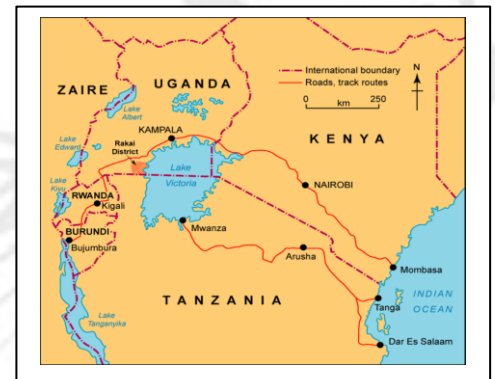 ZAIRE
UGANDA
International boundary
Roads, track routes
0 250
km
N
Lake
Albert
KAMPALA
KENYA
Lake
Edward
Rakai
District
Lake
Victoria
Lake
Kivu
RWANDA
Kigali
NAIROBI
BURUNDI
Bujumbura
Mwanza
Arusha
Mombasa
TANZANIA
Tanga
INDIAN
OCEAN
Lake
Tanganyika
Dar Es Salaam